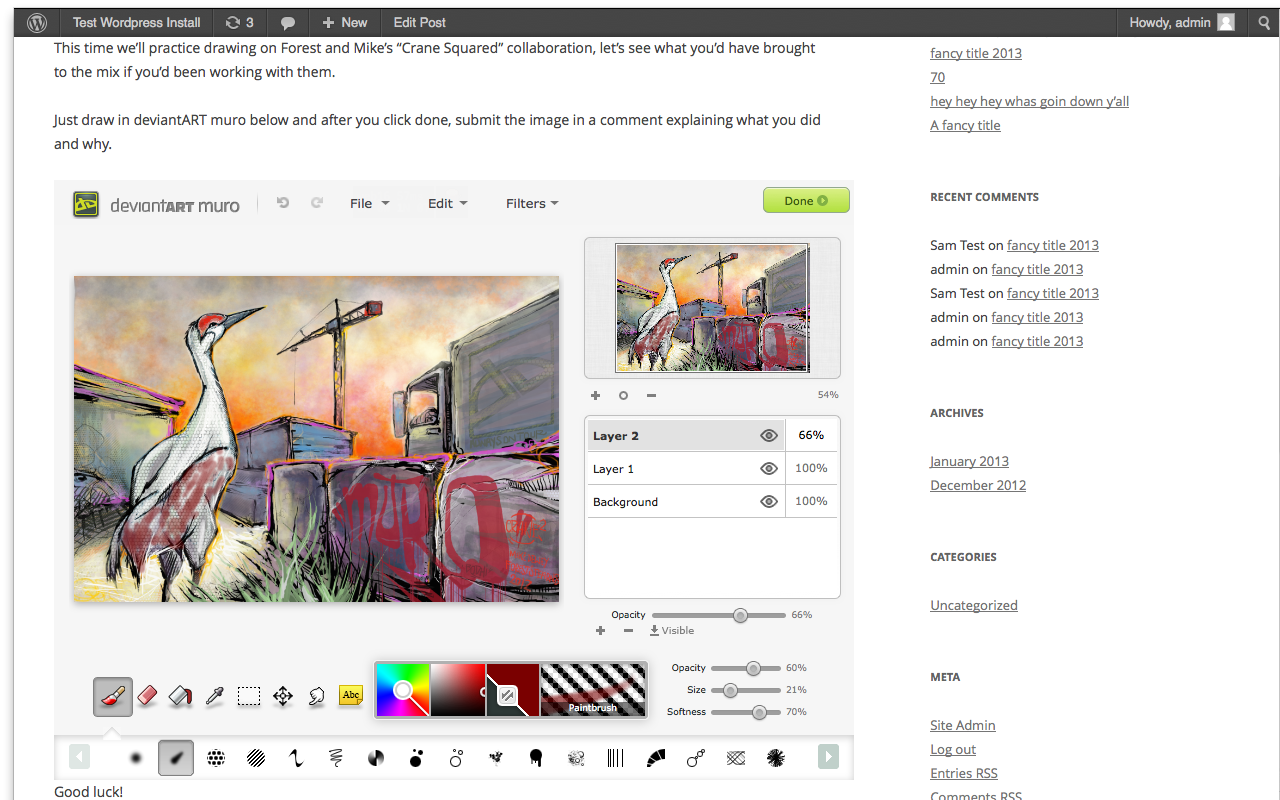 Test Wordpress Install
3
New
Edit Post
Howdy, admin
This time we'll practice drawing on Forest and Mike's “Crane Squared” collaboration, let's see what you'd have brought
to the mix if you'd been working with them.
Just draw in deviantART muro below and after you click done, submit the image in a comment explaining what you did
and why.
deviantART muro
File
Edit
Filters
Done
MURO
54%
Layer 2
66%
Layer 1
100%
Background
100%
Opacity
66%
Visible
Abc
Paintbrush
Opacity
60%
Size
21%
Softness
70%
Good luck!
fancy title 2013
70
hey hey hey whas goin down y'all
A fancy title
RECENT COMMENTS
Sam Test on fancy title 2013
admin on fancy title 2013
Sam Test on fancy title 2013
admin on fancy title 2013
admin on fancy title 2013
ARCHIVES
January 2013
December 2012
CATEGORIES
Uncategorized
META
Site Admin
Log out
Entries RSS
Comments RSS